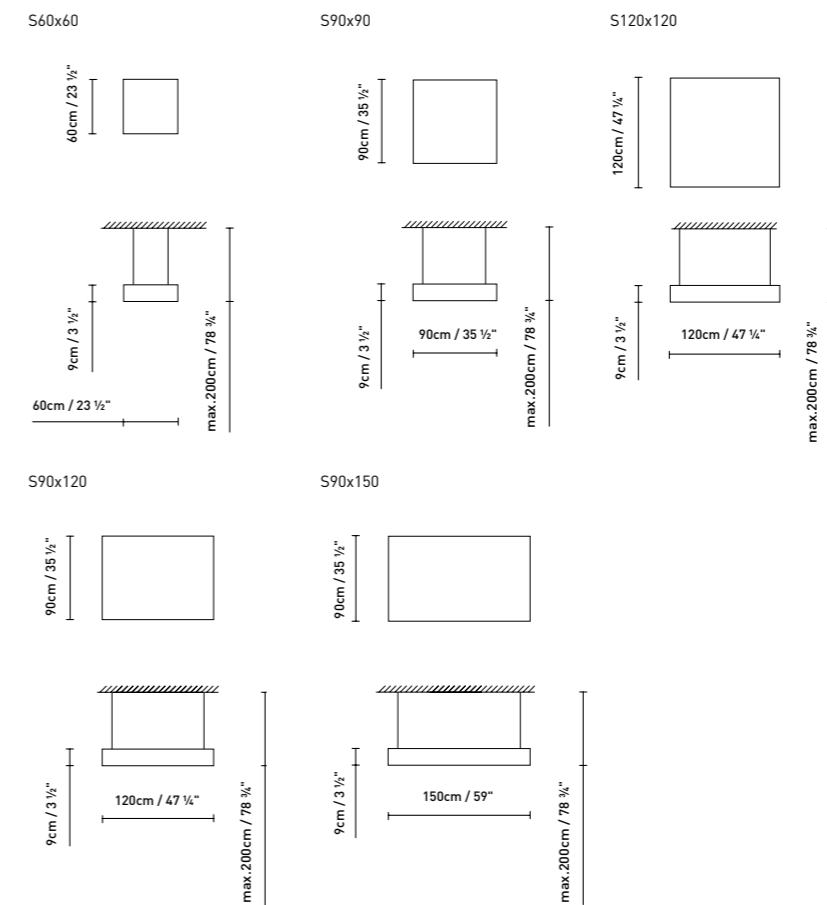 S60x60
60cm / 23 ½"
9cm / 3 ½"
max.200cm / 78 ¾"
60cm / 23 ½"
S90x90
90cm / 35 ½"
9cm / 3 ½"
90cm / 35 ½"
max.200cm / 78 ¾"
S120x120
120cm / 47 ¼"
9cm / 3 ½"
120cm / 47 ¼"
max.200cm / 78 ¾"
S90x120
90cm / 35 ½"
9cm / 3 ½"
120cm / 47 ¼"
max.200cm / 78 ¾"
S90x150
90cm / 35 ½"
9cm / 3 ½"
150cm / 59"
max.200cm / 78 ¾"